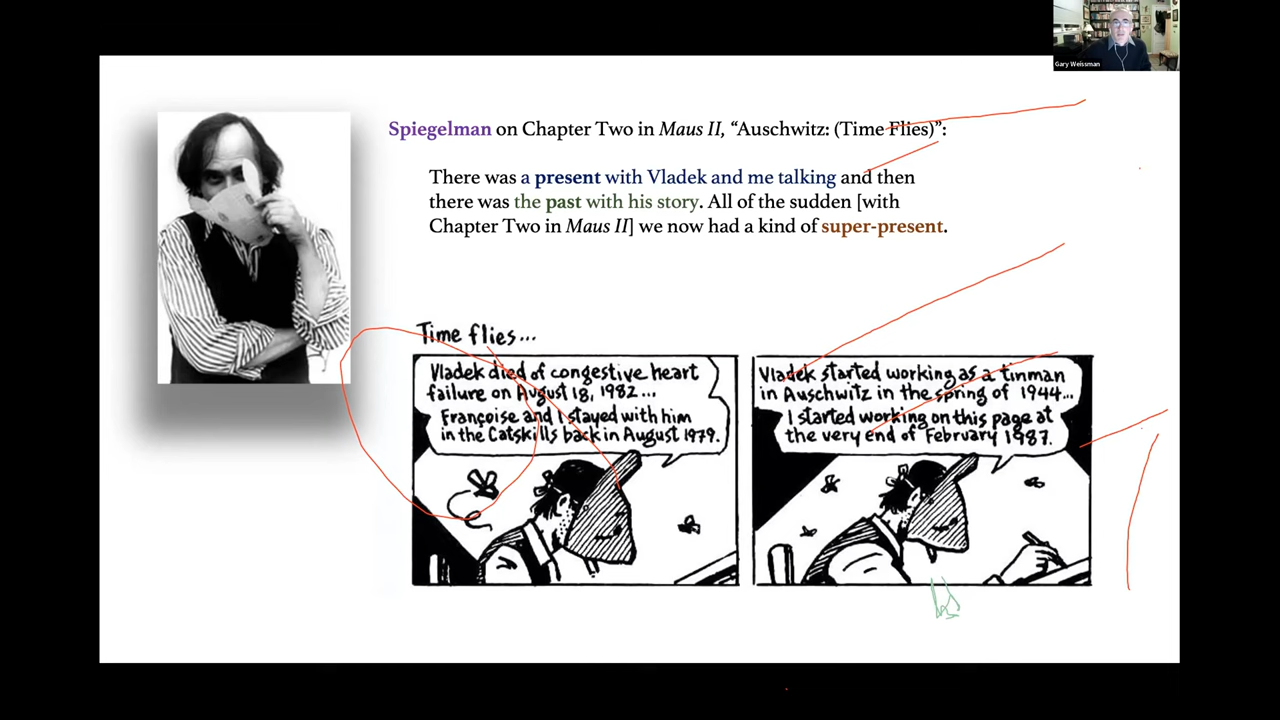 Gary Weissman
Spiegelman on Chapter Two in Maus II, “Auschwitz: (Time Flies)”:
There was a present with Vladek and me talking and then
there was the past with his story. All of the sudden [with
Chapter Two in Maus II] we now had a kind of super-present.
Time flies...
Vladek died of congestive heart
failure on August 18, 1982...
Françoise and I stayed with him
in the Catskills back in August 1979.
Vladek started working as a tinman
in Auschwitz in the spring of 1944...
I started working on this page at
the very end of February 1987.